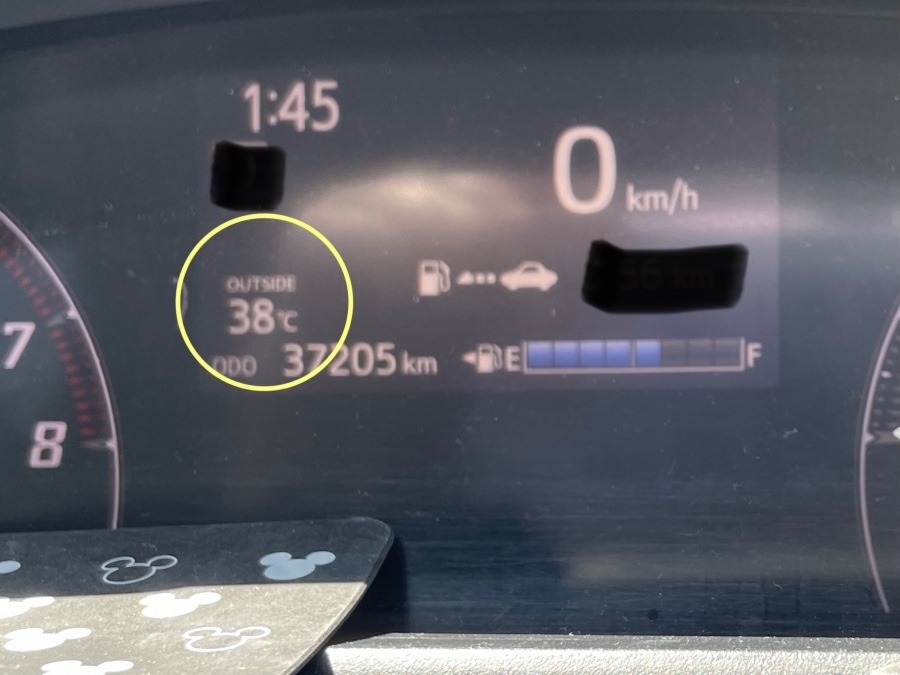 1:45
0 km/h
OUTSIDE
38℃
ODO 37205 km
E F
7
8